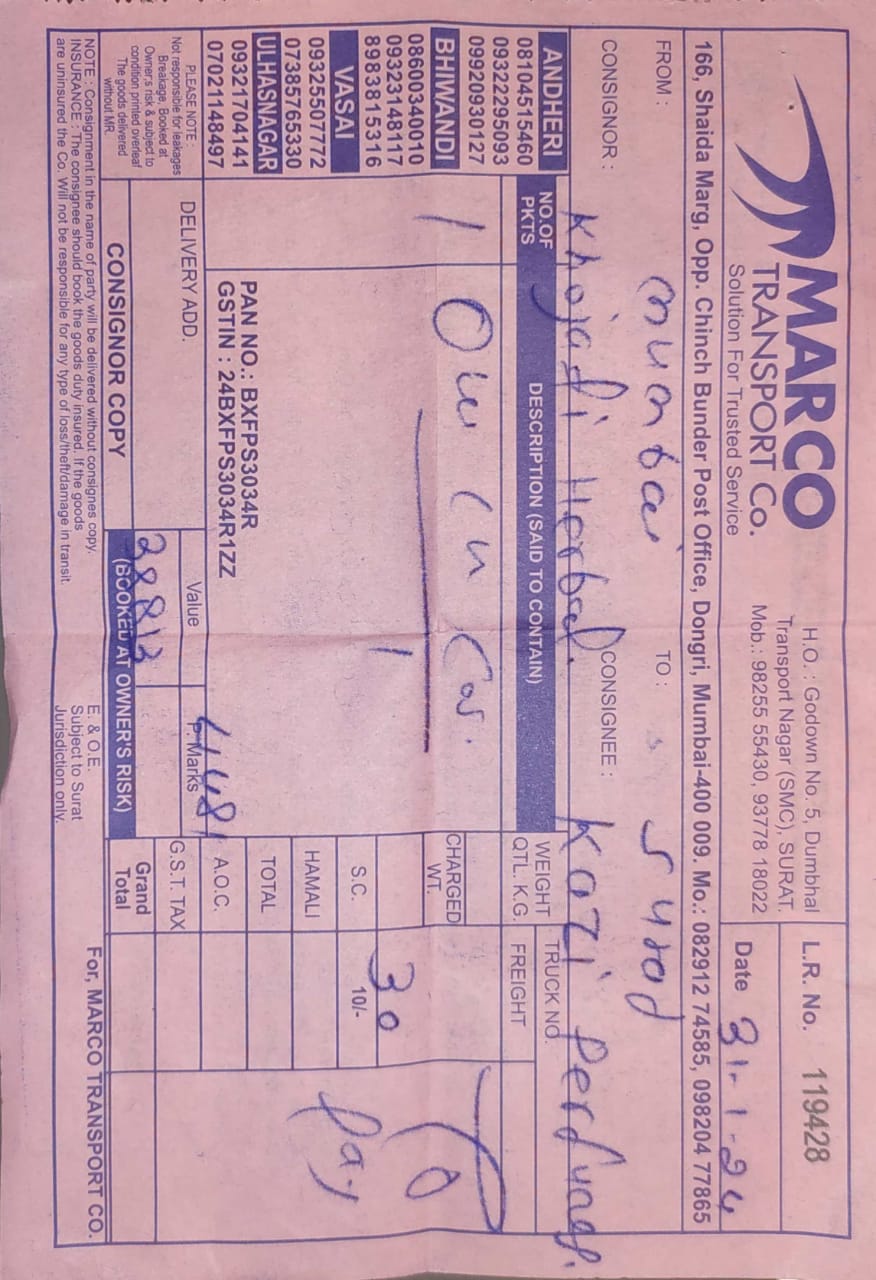 MARCO
TRANSPORT Co.
Solution For Trusted Service
H.O. : Godown No. 5, Dumbhal
Transport Nagar (SMC), SURAT.
Mob.: 98255 55430, 93778 18022
L.R. No. 119428
Date 31-1-24
166, Shaida Marg, Opp. Chinch Bunder Post Office, Dongri, Mumbai-400 009. Mo.: 082912 74585, 098204 77865
FROM : mumbai TO : surad
CONSIGNOR : Khojati Herbal. CONSIGNEE : Kazi Perfumes.
ANDHERI
08104515460
09322295093
09920930127
BHIWANDI
08600340010
09323148117
8983815316
VASAI
09325507772
07385765330
ULHASNAGAR
09321704141
07021148497
NO.OF
PKTS
DESCRIPTION (SAID TO CONTAIN)
WEIGHT
QTL. K.G.
TRUCK NO.
FREIGHT
1
CHARGED
WT.
30
S.C. 10/-
HAMALI
TOTAL
A.O.C.
G.S.T. TAX
Grand
Total
Pay
PAN NO.: BXFPS3034R
GSTIN : 24BXFPS3034R1ZZ
PLEASE NOTE :
Not responsible for leakages
Breakage, Booked at
Owner,s risk & subject to
condition printed overleaf
The goods delivered
without MR.
DELIVERY ADD.
Value
P-Marks
4481
28813
CONSIGNOR COPY
(BOOKED AT OWNER'S RISK)
NOTE : Consignment in the name of party will be delivered without consignes copy.
INSURANCE : The consignee should book the goods duty insured. If the goods
are uninsured the Co. Will not be responsible for any type of loss/theft/damage in transit.
E. & O.E.
Subject to Surat
Jurisdiction only.
For, MARCO TRANSPORT CO.